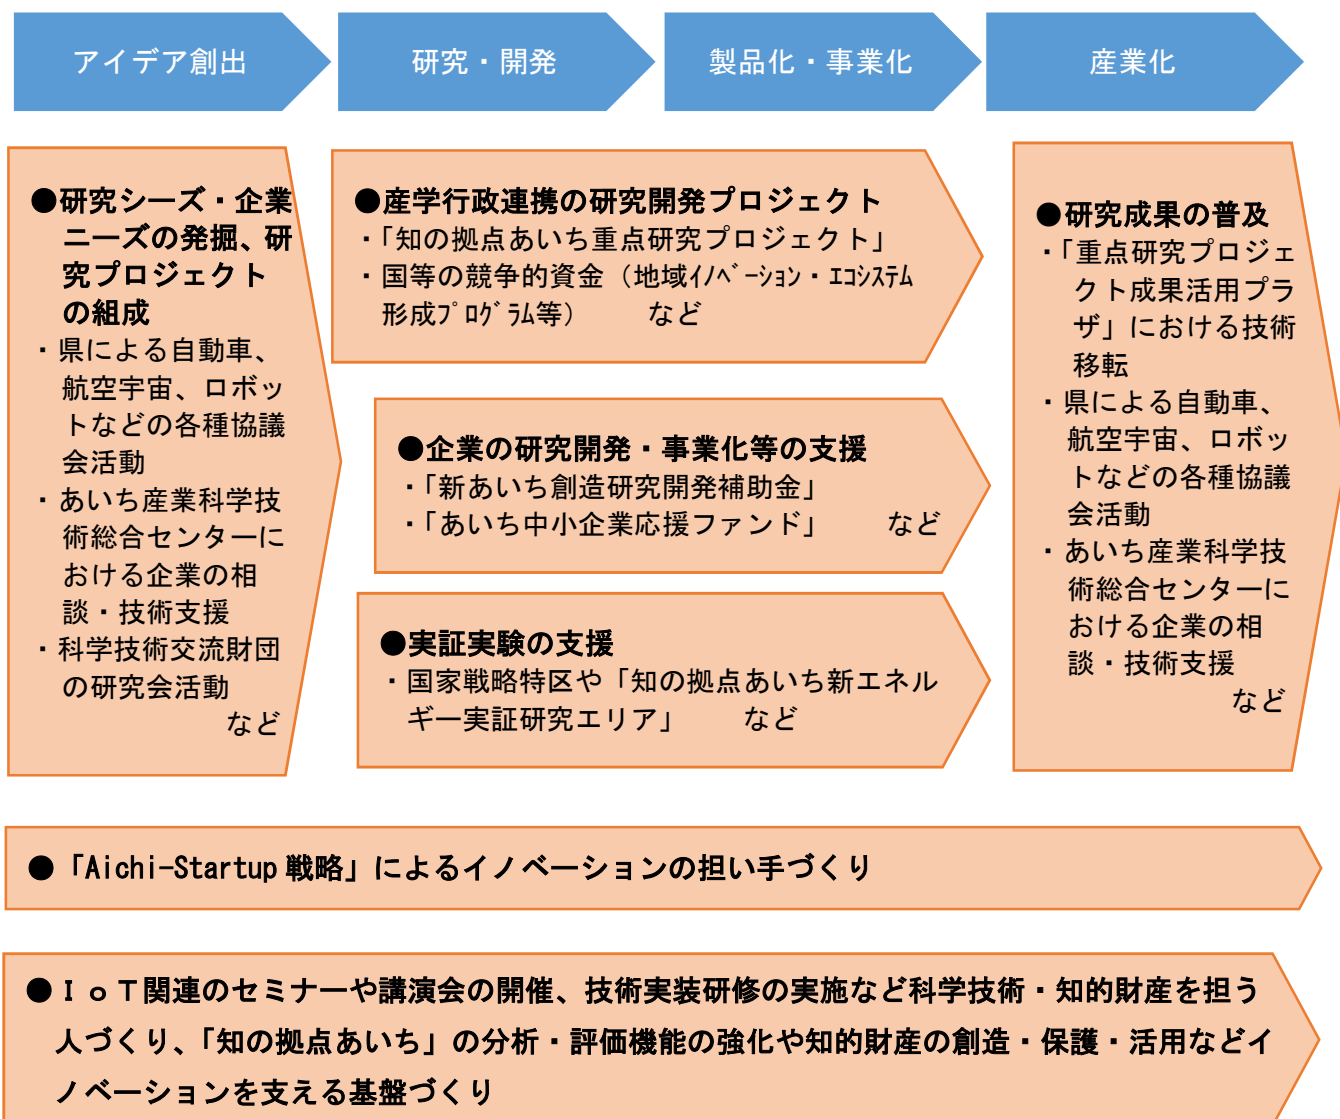 アイデア創出
研究・開発
製品化・事業化
産業化
●研究シーズ・企業
ニーズの発掘、研
究プロジェクト
の組成
・県による自動車、
航空宇宙、ロボッ
トなどの各種協議
会活動
・あいち産業科学技
術総合センターに
おける企業の相
談・技術支援
・科学技術交流財団
の研究会活動
など
●産学行政連携の研究開発プロジェクト
・「知の拠点あいち重点研究プロジェクト」
・国等の競争的資金（地域ｲﾉﾍﾞｰｼｮﾝ・ｴｺｼｽﾃﾑ
形成ﾌﾟﾛｸﾞﾗﾑ等）　　など
●企業の研究開発・事業化等の支援
・「新あいち創造研究開発補助金」
・「あいち中小企業応援ファンド」　　など
●実証実験の支援
・国家戦略特区や「知の拠点あいち新エネル
ギー実証研究エリア」　　など
●研究成果の普及
・「重点研究プロジェ
クト成果活用プラ
ザ」における技術
移転
・県による自動車、
航空宇宙、ロボッ
トなどの各種協議
会活動
・あいち産業科学技
術総合センターに
おける企業の相
談・技術支援
など
●「Aichi-Startup 戦略」によるイノベーションの担い手づくり
●ＩｏＴ関連のセミナーや講演会の開催、技術実装研修の実施など科学技術・知的財産を担う
人づくり、「知の拠点あいち」の分析・評価機能の強化や知的財産の創造・保護・活用などイ
ノベーションを支える基盤づくり